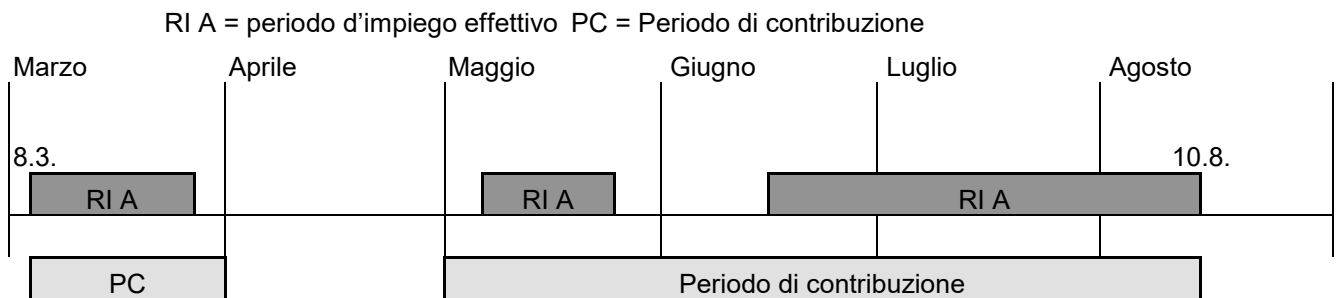 RI A = periodo d’impiego effettivo PC = Periodo di contribuzione
Marzo Aprile Maggio Giugno Luglio Agosto
8.3. 10.8.
RI A RI A RI A
PC Periodo di contribuzione